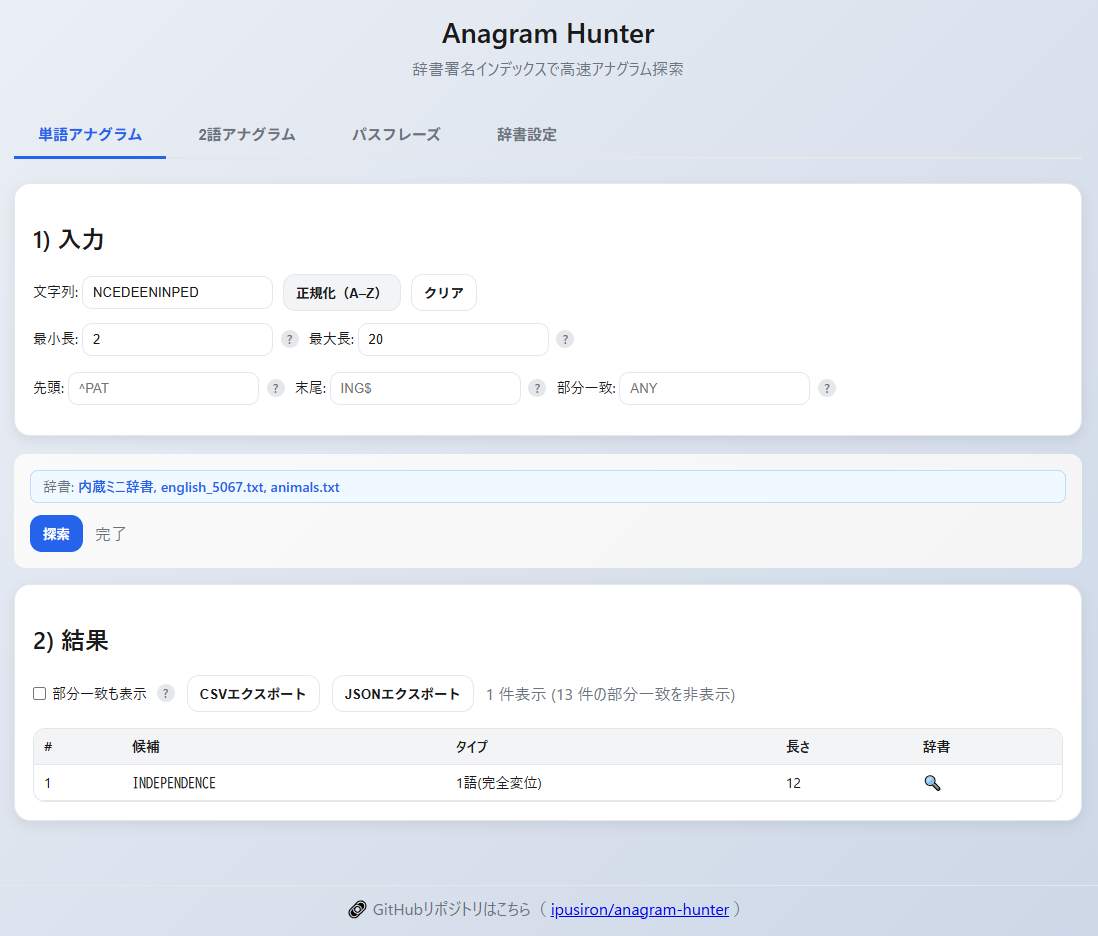 Anagram Hunter
辞書署名インデックスで高速アナグラム探索
単語アナグラム 2語アナグラム パスフレーズ 辞書設定
1) 入力
文字列: NCEDEENINPED 正規化（A–Z） クリア
最小長: 2 ? 最大長: 20 ?
先頭: ^PAT ? 末尾: ING$ ? 部分一致: ANY ?
辞書: 内蔵ミニ辞書, english_5067.txt, animals.txt
探索 完了
2) 結果
部分一致も表示 ? CSVエクスポート JSONエクスポート 1 件表示 (13 件の部分一致を非表示)
# 候補 タイプ 長さ 辞書
1 INDEPENDENCE 1語(完全変位) 12
GitHubリポジトリはこちら（ ipusiron/anagram-hunter ）